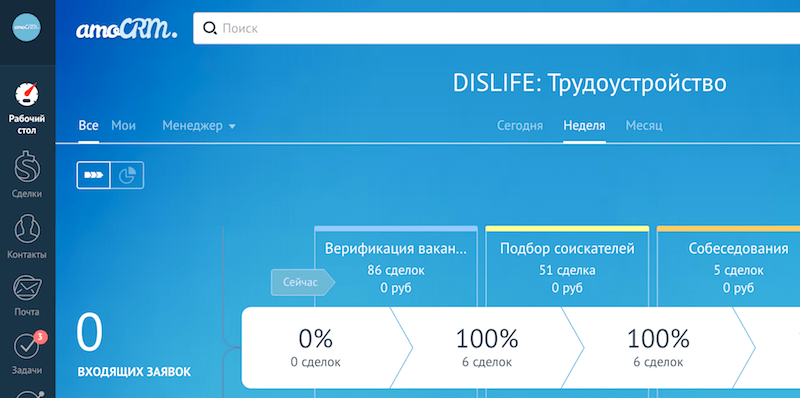 amoCRM.
amoCRM.
Поиск
DISLIFE: Трудоустройство
Рабочий
стол
Все Мои Менеджер
Сегодня Неделя Месяц
Сделки
Контакты
Почта
3
Задачи
Верификация вакан...
86 сделок
0 руб
Подбор соискателей
51 сделка
0 руб
Собеседования
5 сделок
0 руб
Сейчас
0
ВХОДЯЩИХ ЗАЯВОК
0%
0 сделок
100%
6 сделок
100%
6 сделок